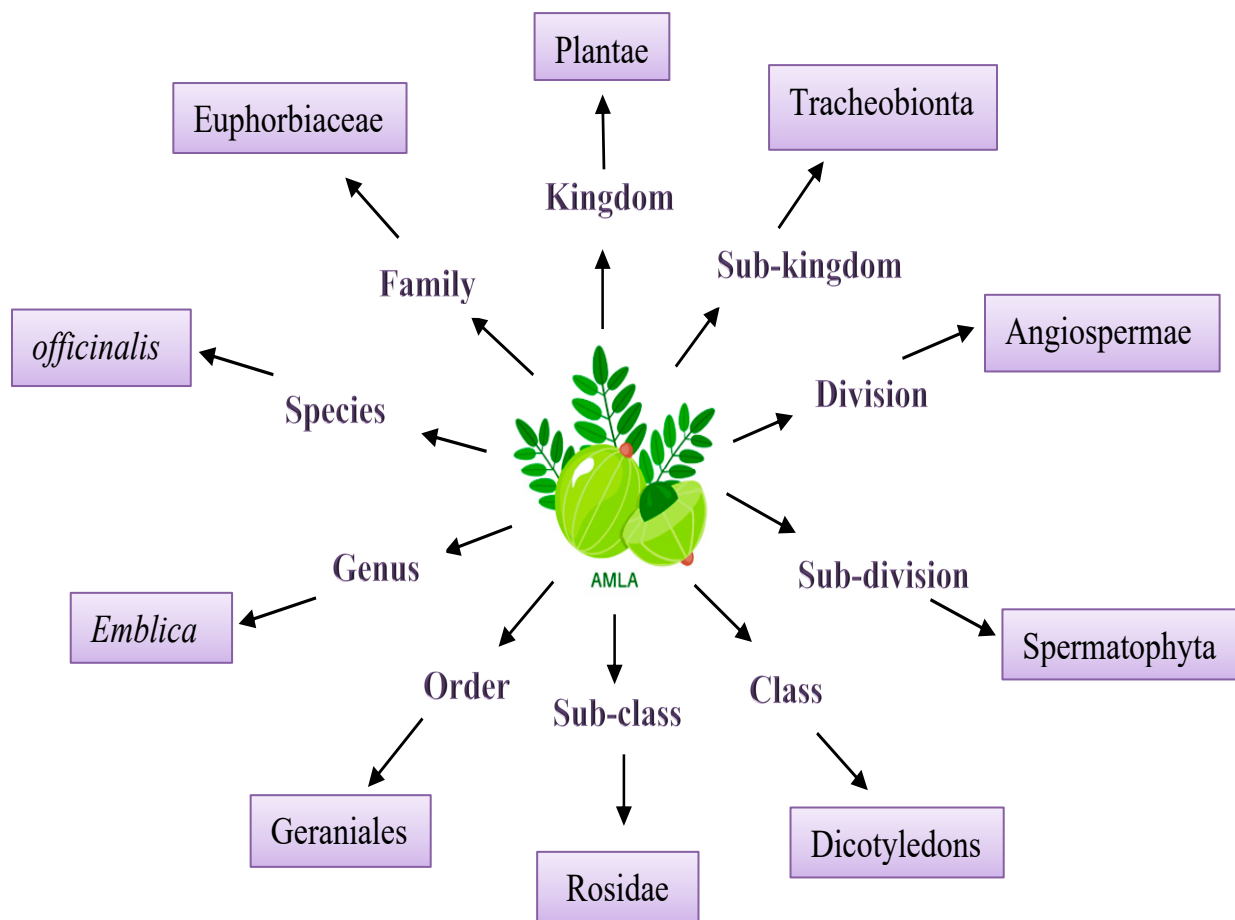 Plantae
Kingdom
Tracheobionta
Sub-kingdom
Angiospermae
Division
Sub-division
Spermatophyta
Class
Dicotyledons
Sub-class
Rosidae
Order
Geraniales
Genus
Emblica
Species
officinalis
Family
Euphorbiaceae
AMLA